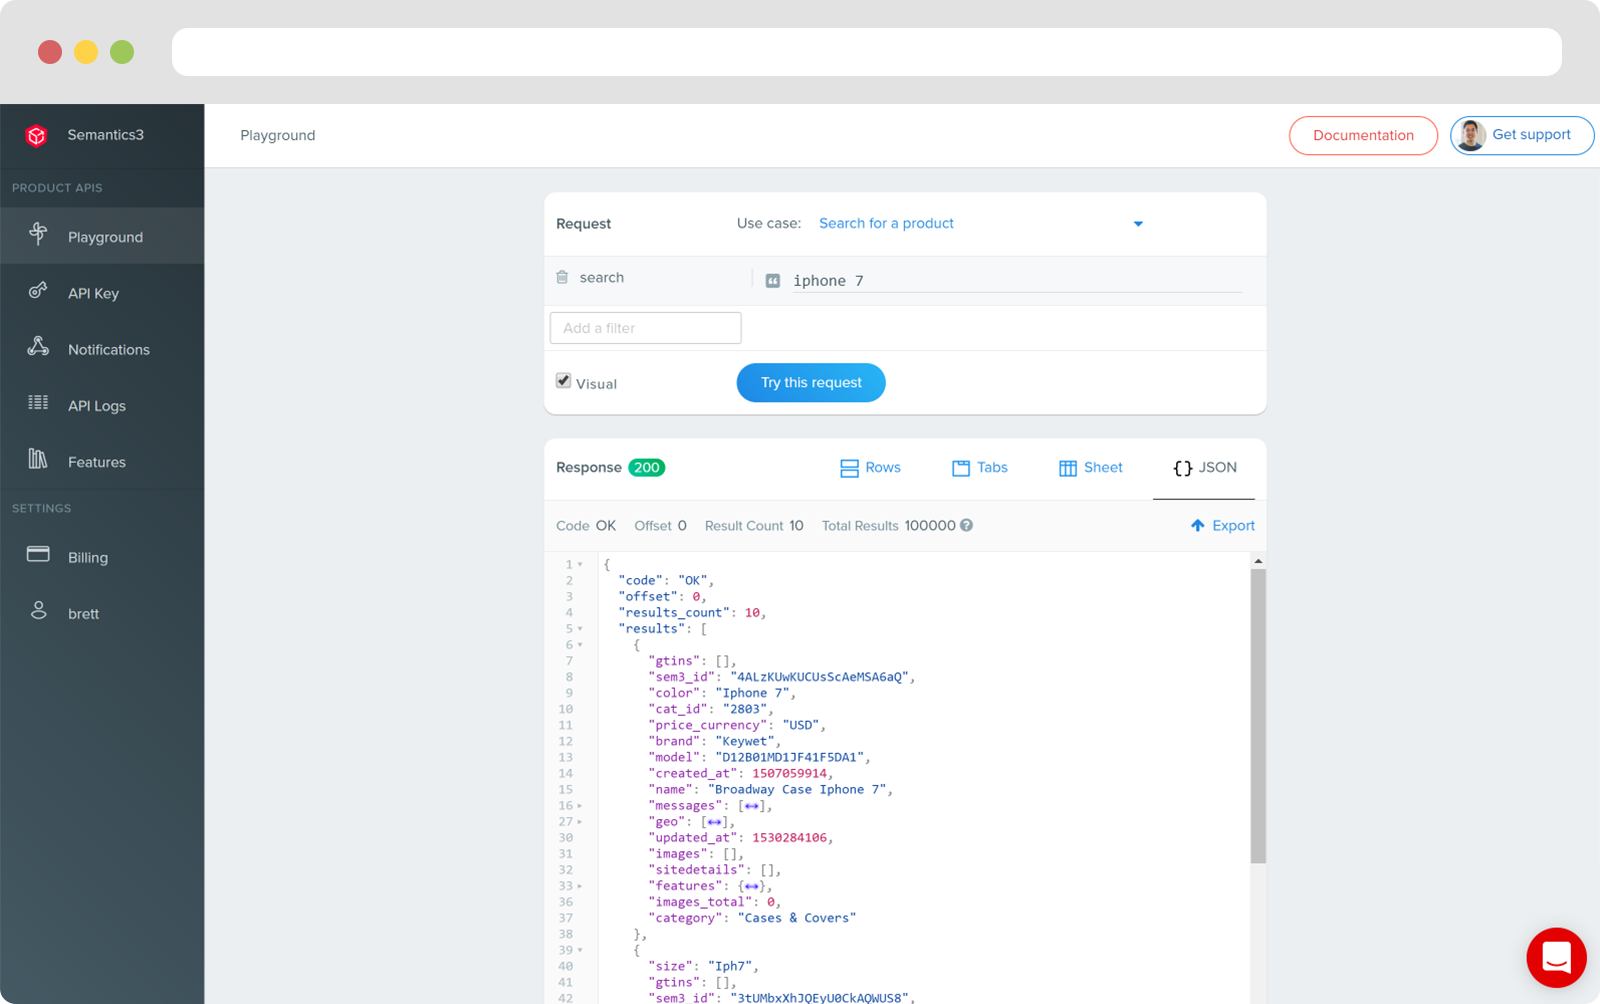 Semantics3
Playground
Documentation
Get support
PRODUCT APIS
Playground
API Key
Notifications
API Logs
Features
SETTINGS
Billing
brett
Request
Use case: Search for a product
search
iphone 7
Add a filter
Visual
Try this request
Response 200
Rows
Tabs
Sheet
{} JSON
Code OK Offset 0 Result Count 10 Total Results 100000 ?
Export
1 {
2 "code": "OK",
3 "offset": 0,
4 "results_count": 10,
5 "results": [
6 {
7 "gtins": [],
8 "sem3_id": "4ALzKUwKUCUsScAeMSA6aQ",
9 "color": "Iphone 7",
10 "cat_id": "2803",
11 "price_currency": "USD",
12 "brand": "Keywet",
13 "model": "D12B01MD1JF41F5DA1",
14 "created_at": 1507059914,
15 "name": "Broadway Case Iphone 7",
16 "messages": [↔],
27 "geo": [↔],
30 "updated_at": 1530284106,
31 "images": [],
32 "sitedetails": [],
33 "features": {↔},
36 "images_total": 0,
37 "category": "Cases & Covers"
38 },
39 {
40 "size": "Iph7",
41 "gtins": [],
42 "sem3_id": "3tUMbxXhJQEyU0CkAQWUS8",